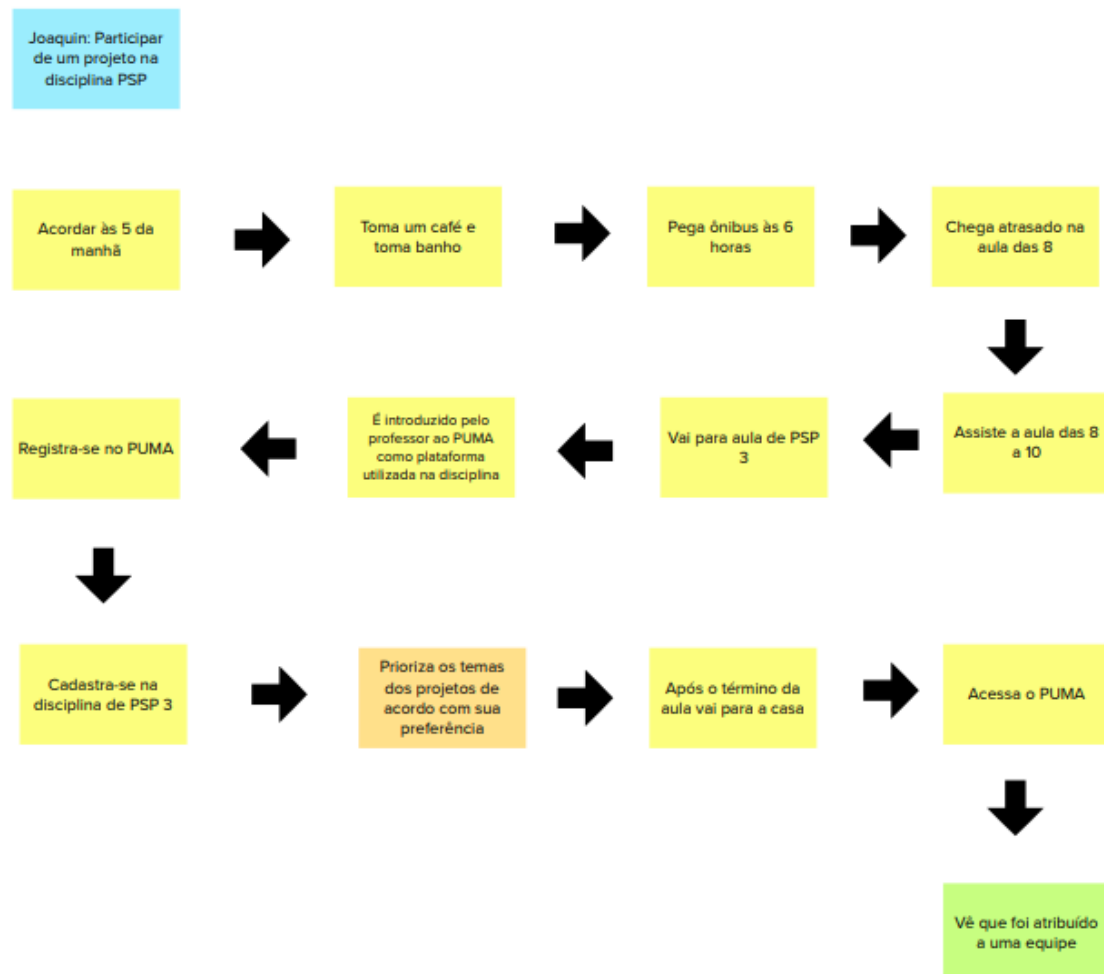 Joaquin: Participar
de um projeto na
disciplina PSP
Acordar às 5 da
manhã
Toma um café e
toma banho
Pega ônibus às 6
horas
Chega atrasado na
aula das 8
Assiste a aula das 8
a 10
Vai para aula de PSP
3
É introduzido pelo
professor ao PUMA
como plataforma
utilizada na disciplina
Registra-se no PUMA
Cadastra-se na
disciplina de PSP 3
Prioriza os temas
dos projetos de
acordo com sua
preferência
Após o término da
aula vai para a casa
Acessa o PUMA
Vê que foi atribuído
a uma equipe